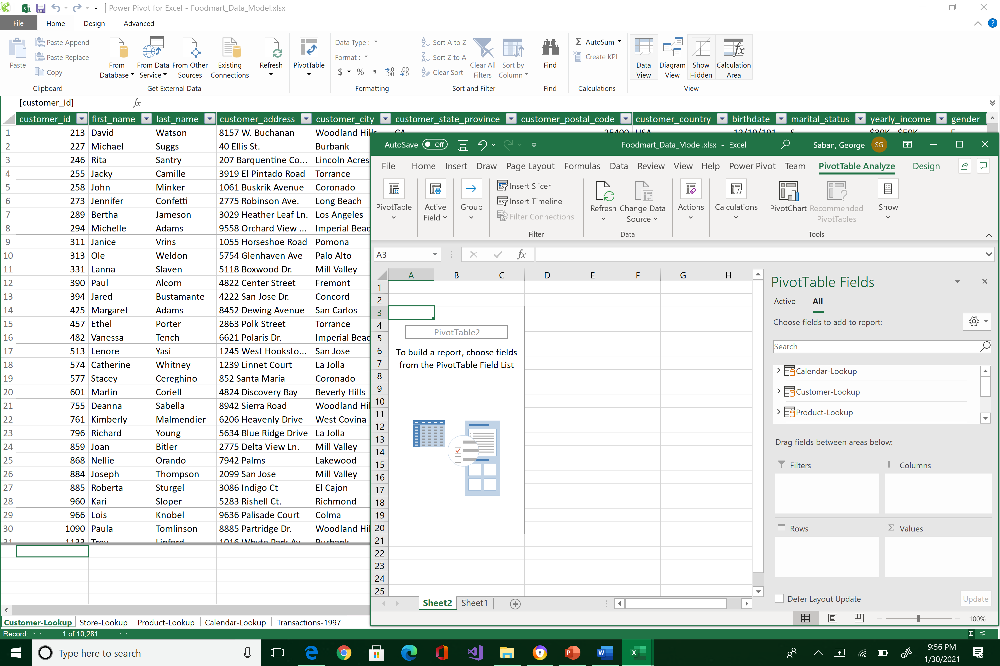 Power Pivot for Excel - Foodmart_Data_Model.xlsx
File Home Design Advanced
Paste Paste Append Paste Replace Copy
Clipboard
From Database From Data Service From Other Sources Existing Connections
Get External Data
Refresh PivotTable
Data Type : Format : $ % , .00 .00
Formatting
Sort A to Z Sort Z to A Clear Sort Clear All Filters Sort by Column
Sort and Filter
Find
Find
AutoSum Create KPI
Calculations
Data View Diagram View Show Hidden Calculation Area
View
[customer_id] fx
customer_id first_name last_name customer_address customer_city customer_state_province customer_postal_code customer_country birthdate marital_status yearly_income gender
1 213 David Watson 8157 W. Buchanan Woodland Hills CA 25400 USA
2 227 Michael Suggs 40 Ellis St. Burbank
3 246 Rita Santry 207 Barquentine Co... Lincoln Acres
4 255 Jacky Camille 3919 El Pintado Road Torrance
5 258 John Minker 1061 Buskrik Avenue Coronado
6 273 Jennifer Confetti 2775 Robinson Ave. Long Beach
7 289 Bertha Jameson 3029 Heather Leaf Ln. Los Angeles
8 294 Michelle Adams 9558 Orchard View ... Imperial Beac
9 311 Janice Vrins 1055 Horseshoe Road Pomona
10 313 Ole Weldon 5754 Glenhaven Ave Palo Alto
11 331 Lanna Slaven 5118 Boxwood Dr. Mill Valley
12 390 Paul Alcorn 4822 Center Street Fremont
13 394 Jared Bustamante 4222 San Jose Dr. Concord
14 425 Margaret Adams 8452 Dewing Avenue San Carlos
15 457 Ethel Porter 2863 Polk Street Torrance
16 482 Vanessa Tench 6621 Polaris Dr. Imperial Beac
17 513 Lenore Yasi 1245 West Hooksto... San Jose
18 574 Catherine Whitney 1239 Linnet Court La Jolla
19 577 Stacey Cereghino 852 Santa Maria Coronado
20 601 Marlin Coriell 4824 Discovery Bay Beverly Hills
21 755 Deanna Sabella 8942 Sierra Road Woodland Hil
22 761 Kimberly Malmendier 6206 Heavenly Drive West Covina
23 796 Richard Young 5634 Blue Ridge Drive La Jolla
24 859 Joan Bitler 2775 Delta View Ln. Mill Valley
25 868 Nellie Orando 7942 Palms Lakewood
26 884 Joseph Thompson 2099 San Jose Mill Valley
27 885 Roberta Sturgel 3086 Indigo Ct El Cajon
28 960 Kari Sloper 5283 Rishell Ct. Richmond
29 966 Lois Knobel 9636 Palisade Court Colma
30 1090 Paula Tomlinson 8885 Partridge Dr. Woodland Hil
31 1133 Troy Linford 1016 Whyte Park Av Burbank
Customer-Lookup Store-Lookup Product-Lookup Calendar-Lookup Transactions-1997
Record: 1 of 10,281
AutoSave Off Foodmart_Data_Model.xlsx - Excel Saban, George SG
File Home Insert Draw Page Layout Formulas Data Review View Help Power Pivot Team PivotTable Analyze Design
PivotTable Active Field Group
Insert Slicer Insert Timeline Filter Connections
Filter
Refresh Change Data Source
Data
Actions Calculations
PivotChart Recommended PivotTables
Tools
Show
A3 fx
A B C D E F G H
1
2
3
4
5
6
7
8
9
10
11
12
13
14
15
16
17
18
19
20
21
22
23
24
25
PivotTable2
To build a report, choose fields
from the PivotTable Field List
Sheet2 Sheet1
PivotTable Fields
Active All
Choose fields to add to report:
Search
Calendar-Lookup
Customer-Lookup
Product-Lookup
Drag fields between areas below:
Filters Columns
Rows Σ Values
Defer Layout Update Update
100%
Type here to search
9:56 PM
1/30/2021